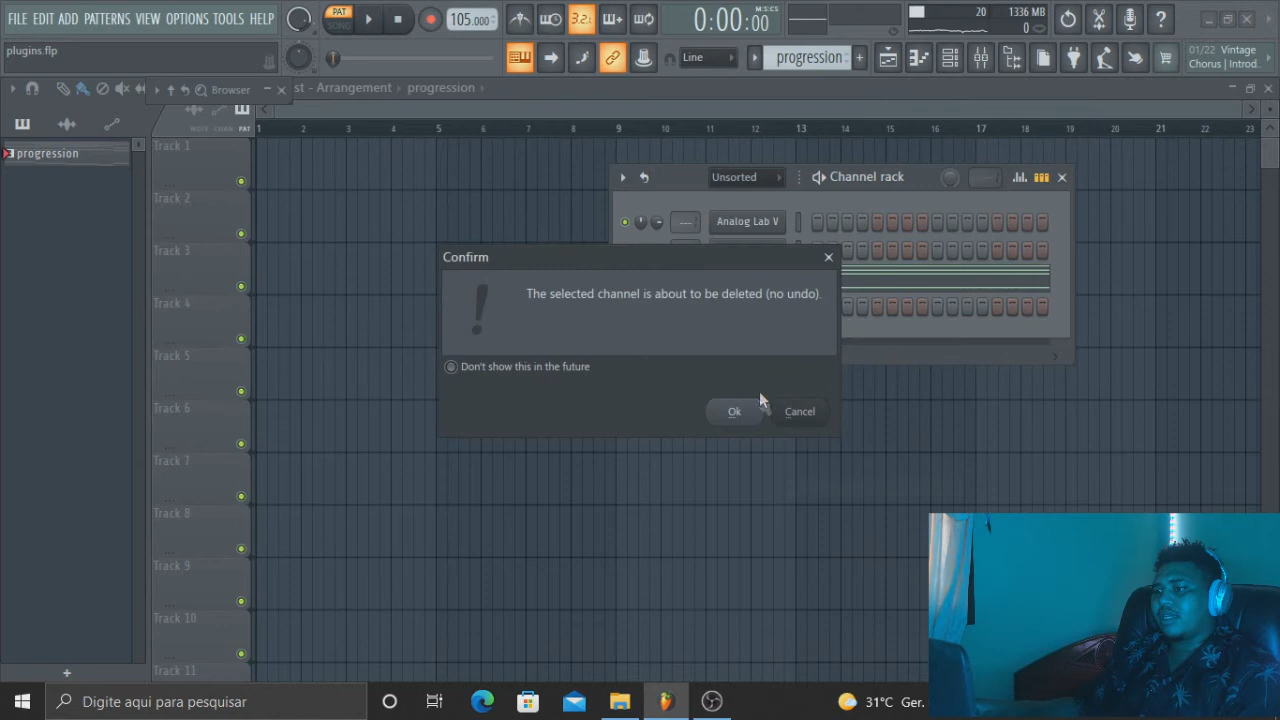 FILE EDIT ADD PATTERNS VIEW OPTIONS TOOLS HELP
PAT
SONG
105.000
3.2.
0:00:00
M:S:CS
20
1336 MB
0
plugins.flp
Line
progression
01/22 Vintage
Chorus | Introd..
Browser
st - Arrangement
progression
NOTE CHAN PAT
1 2 3 4 5 6 7 8 9 10 11 12 13 14 15 16 17 18 19 20 21 22 23
progression
Track 1
Track 2
Track 3
Track 4
Track 5
Track 6
Track 7
Track 8
Track 9
Track 10
Track 11
Unsorted
Channel rack
Analog Lab V
Confirm
The selected channel is about to be deleted (no undo).
Don't show this in the future
Ok
Cancel
Digite aqui para pesquisar
31°C Ger.